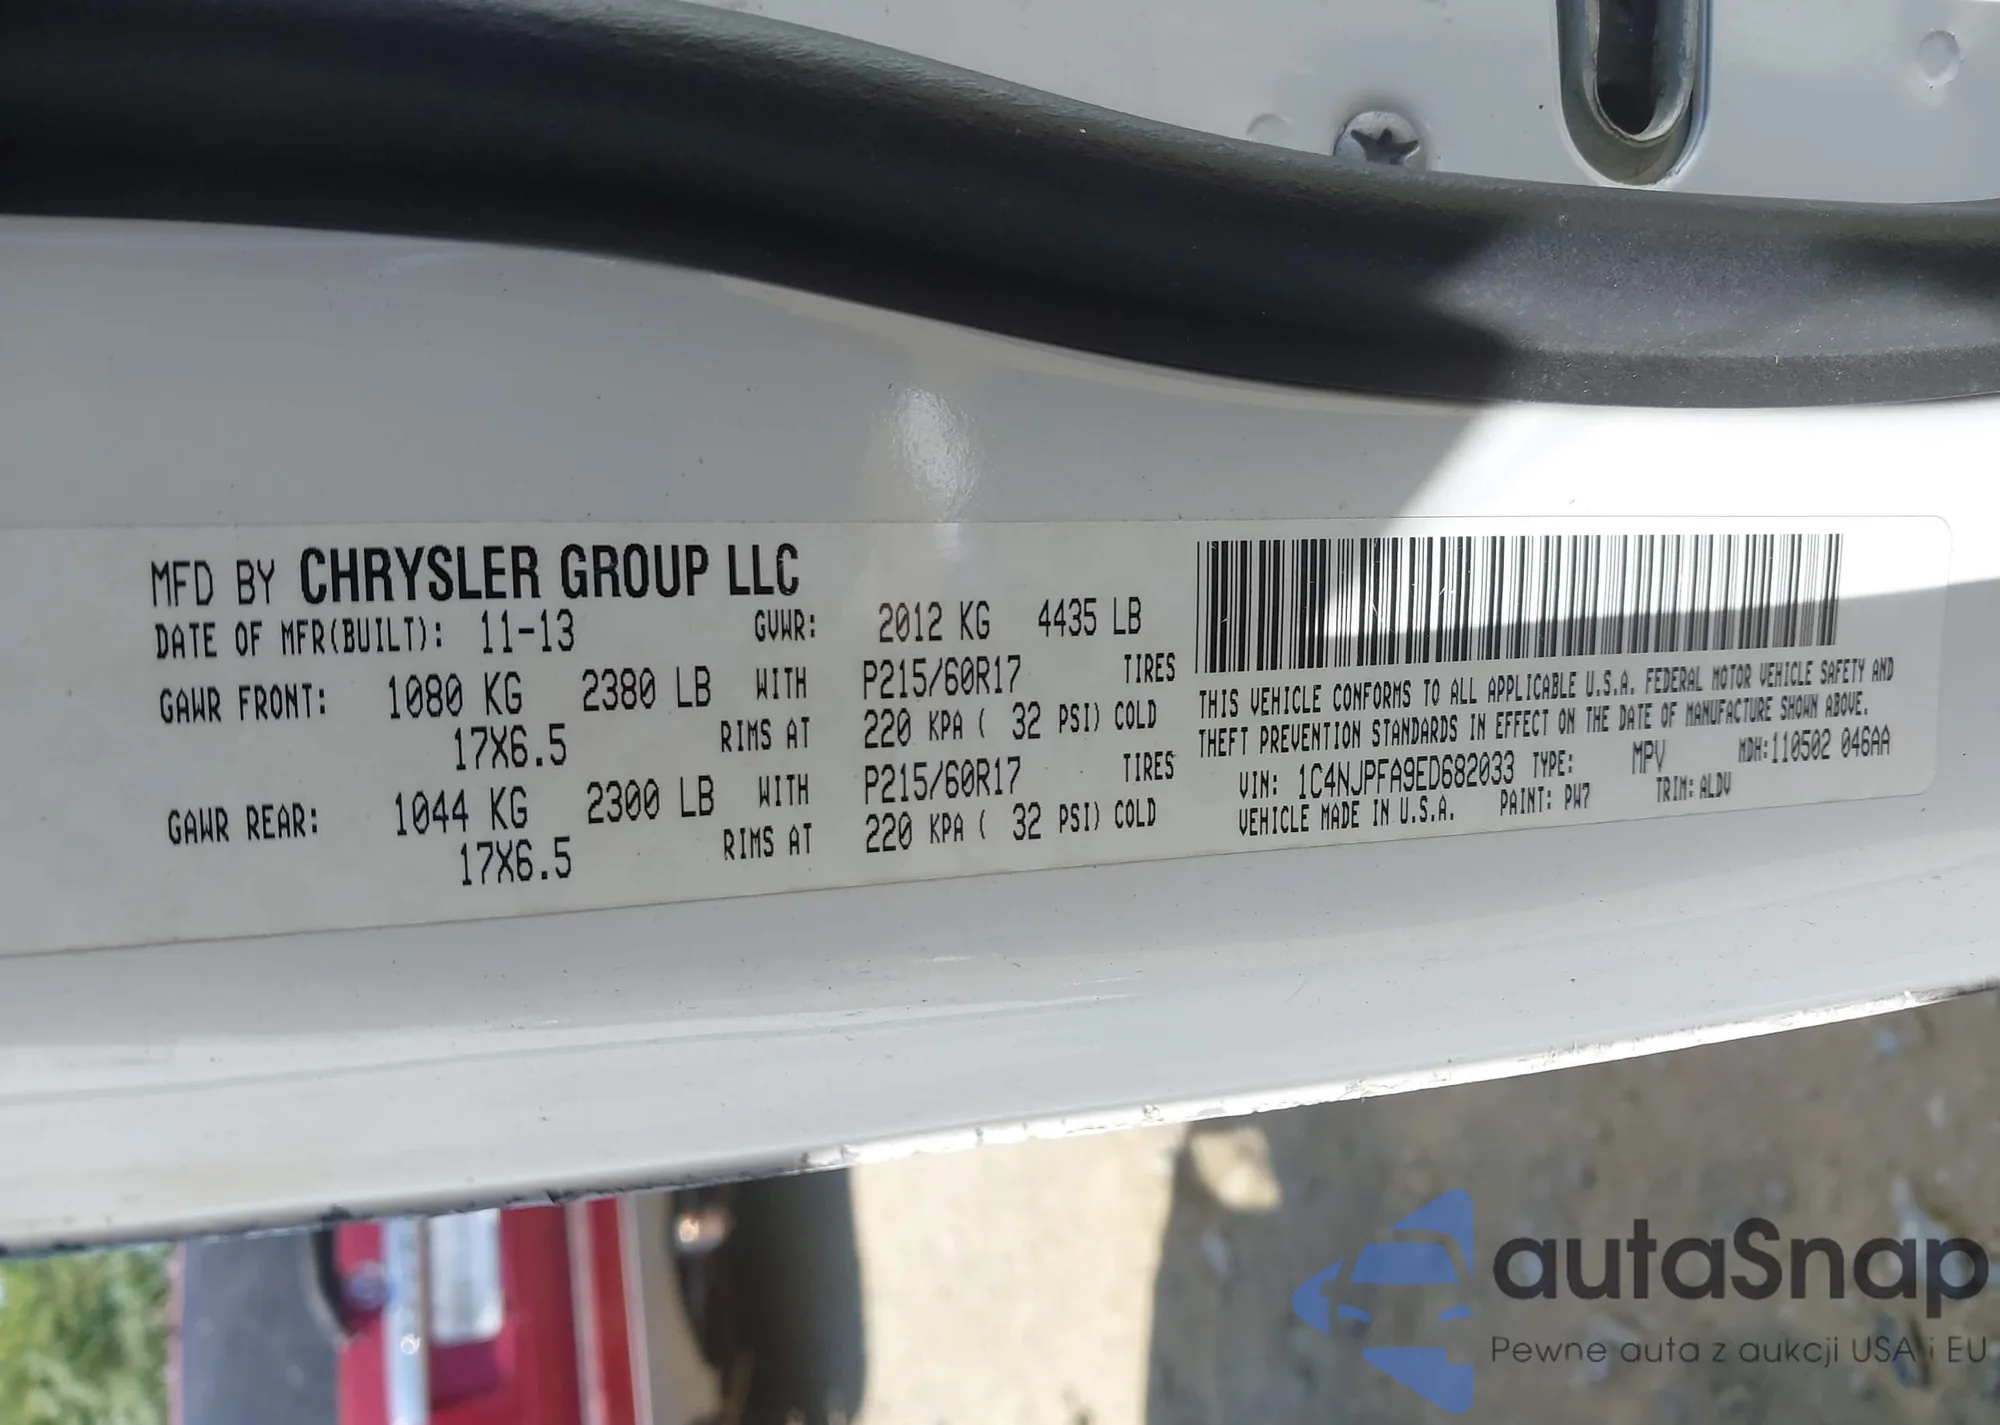 MFD BY CHRYSLER GROUP LLC
DATE OF MFR(BUILT): 11-13 GVWR: 2012 KG 4435 LB
GAWR FRONT: 1080 KG 2380 LB WITH P215/60R17 TIRES
17X6.5 RIMS AT 220 KPA ( 32 PSI) COLD
GAWR REAR: 1044 KG 2300 LB WITH P215/60R17 TIRES
17X6.5 RIMS AT 220 KPA ( 32 PSI) COLD
THIS VEHICLE CONFORMS TO ALL APPLICABLE U.S.A. FEDERAL MOTOR VEHICLE SAFETY AND
THEFT PREVENTION STANDARDS IN EFFECT ON THE DATE OF MANUFACTURE SHOWN ABOVE.
VIN: 1C4NJPFA9ED682033 TYPE: MPV MDH:110502 046AA
VEHICLE MADE IN U.S.A. PAINT: PW7 TRIM: ALDV
autaSnap
Pewne auta z aukcji USA i EU